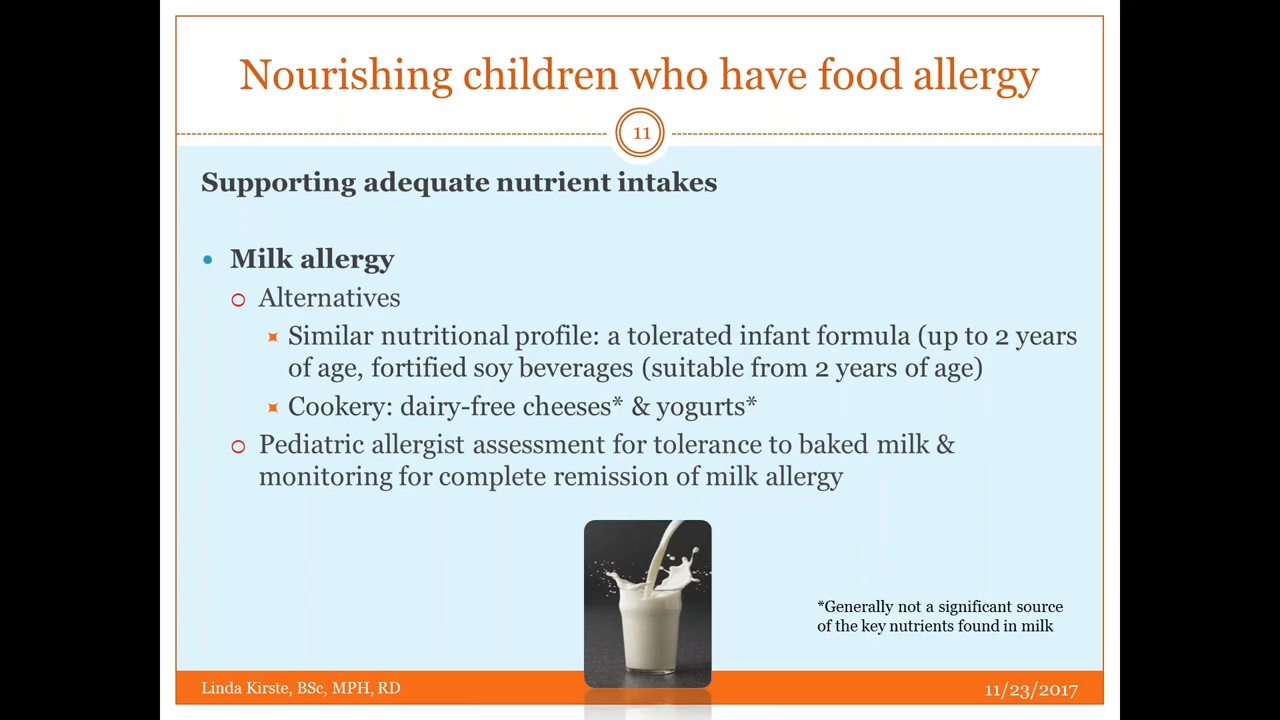 Nourishing children who have food allergy
11
Supporting adequate nutrient intakes
Milk allergy
Alternatives
Similar nutritional profile: a tolerated infant formula (up to 2 years
of age, fortified soy beverages (suitable from 2 years of age)
Cookery: dairy-free cheeses* & yogurts*
Pediatric allergist assessment for tolerance to baked milk &
monitoring for complete remission of milk allergy
*Generally not a significant source
of the key nutrients found in milk
Linda Kirste, BSc, MPH, RD
11/23/2017